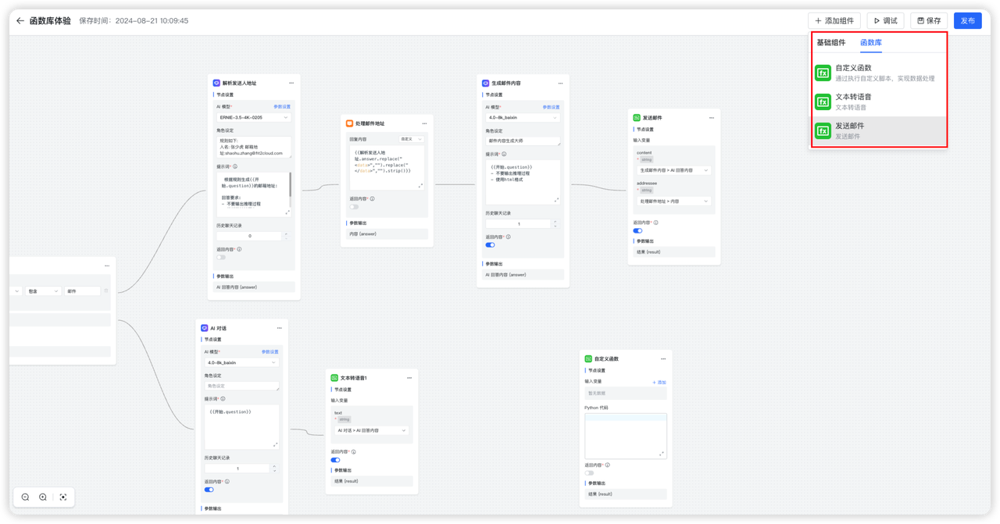 函数库体验 保存时间：2024-08-21 10:09:45
添加组件
调试
保存
发布
基础组件 函数库
自定义函数
通过执行自定义脚本，实现数据处理
文本转语音
文本转语音
发送邮件
发送邮件
包含 邮件
解析发送人地址
节点设置
AI 模型* 参数设置
ERNIE-3.5-4K-0205
角色设定
规则如下:
人名: 张少虎 邮箱地
址:shaohu.zhang@fit2cloud.com
提示词*
根据规则生成{{开
始.question}}的邮箱地址:
回答要求:
- 不要输出推理过程
历史聊天记录
0
返回内容*
参数输出
AI 回答内容 {answer}
处理邮件地址
回复内容 自定义
{{解析发送人地
址.answer.replace("
<data>","").replace("
</data>","").strip()}}
返回内容*
参数输出
内容 {answer}
生成邮件内容
节点设置
AI 模型* 参数设置
4.0-8k_baixin
角色设定
邮件内容生成大师
提示词*
{{开始.question}}
- 不要输出推理过程
- 使用html格式
历史聊天记录
1
返回内容*
参数输出
AI 回答内容 {answer}
发送邮件
节点设置
输入变量
content
* string
生成邮件内容 > AI 回答内容
addressee
* string
处理邮件地址 > 内容
返回内容*
参数输出
结果 {result}
AI 对话
节点设置
AI 模型* 参数设置
4.0-8k_baixin
角色设定
角色设定
提示词*
{{开始.question}}
历史聊天记录
1
返回内容*
参数输出
文本转语音1
节点设置
输入变量
text
* string
AI 对话 > AI 回答内容
返回内容*
参数输出
结果 {result}
自定义函数
节点设置
输入变量 + 添加
暂无数据
Python 代码
返回内容*
参数输出
结果 {result}